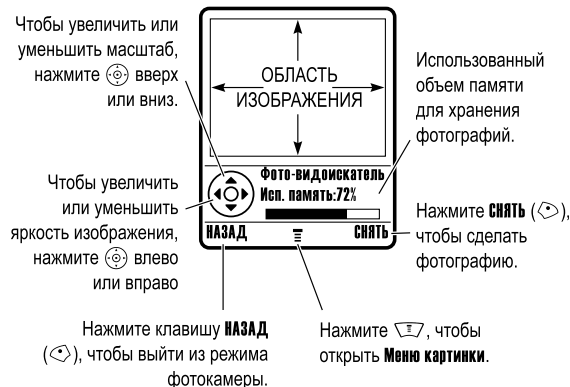 Чтобы увеличить или
уменьшить масштаб,
нажмите вверх
или вниз.
ОБЛАСТЬ
ИЗОБРАЖЕНИЯ
Использованный
объем памяти
для хранения
фотографий.
Чтобы увеличить
или уменьшить
яркость изображения,
нажмите влево
или вправо
Фото-видоискатель
Исп. память:72%
НАЗАД
СНЯТЬ
Нажмите СНЯТЬ ( ),
чтобы сделать
фотографию.
Нажмите клавишу НАЗАД
( ), чтобы выйти из режима
фотокамеры.
Нажмите , чтобы
открыть Меню картинки.